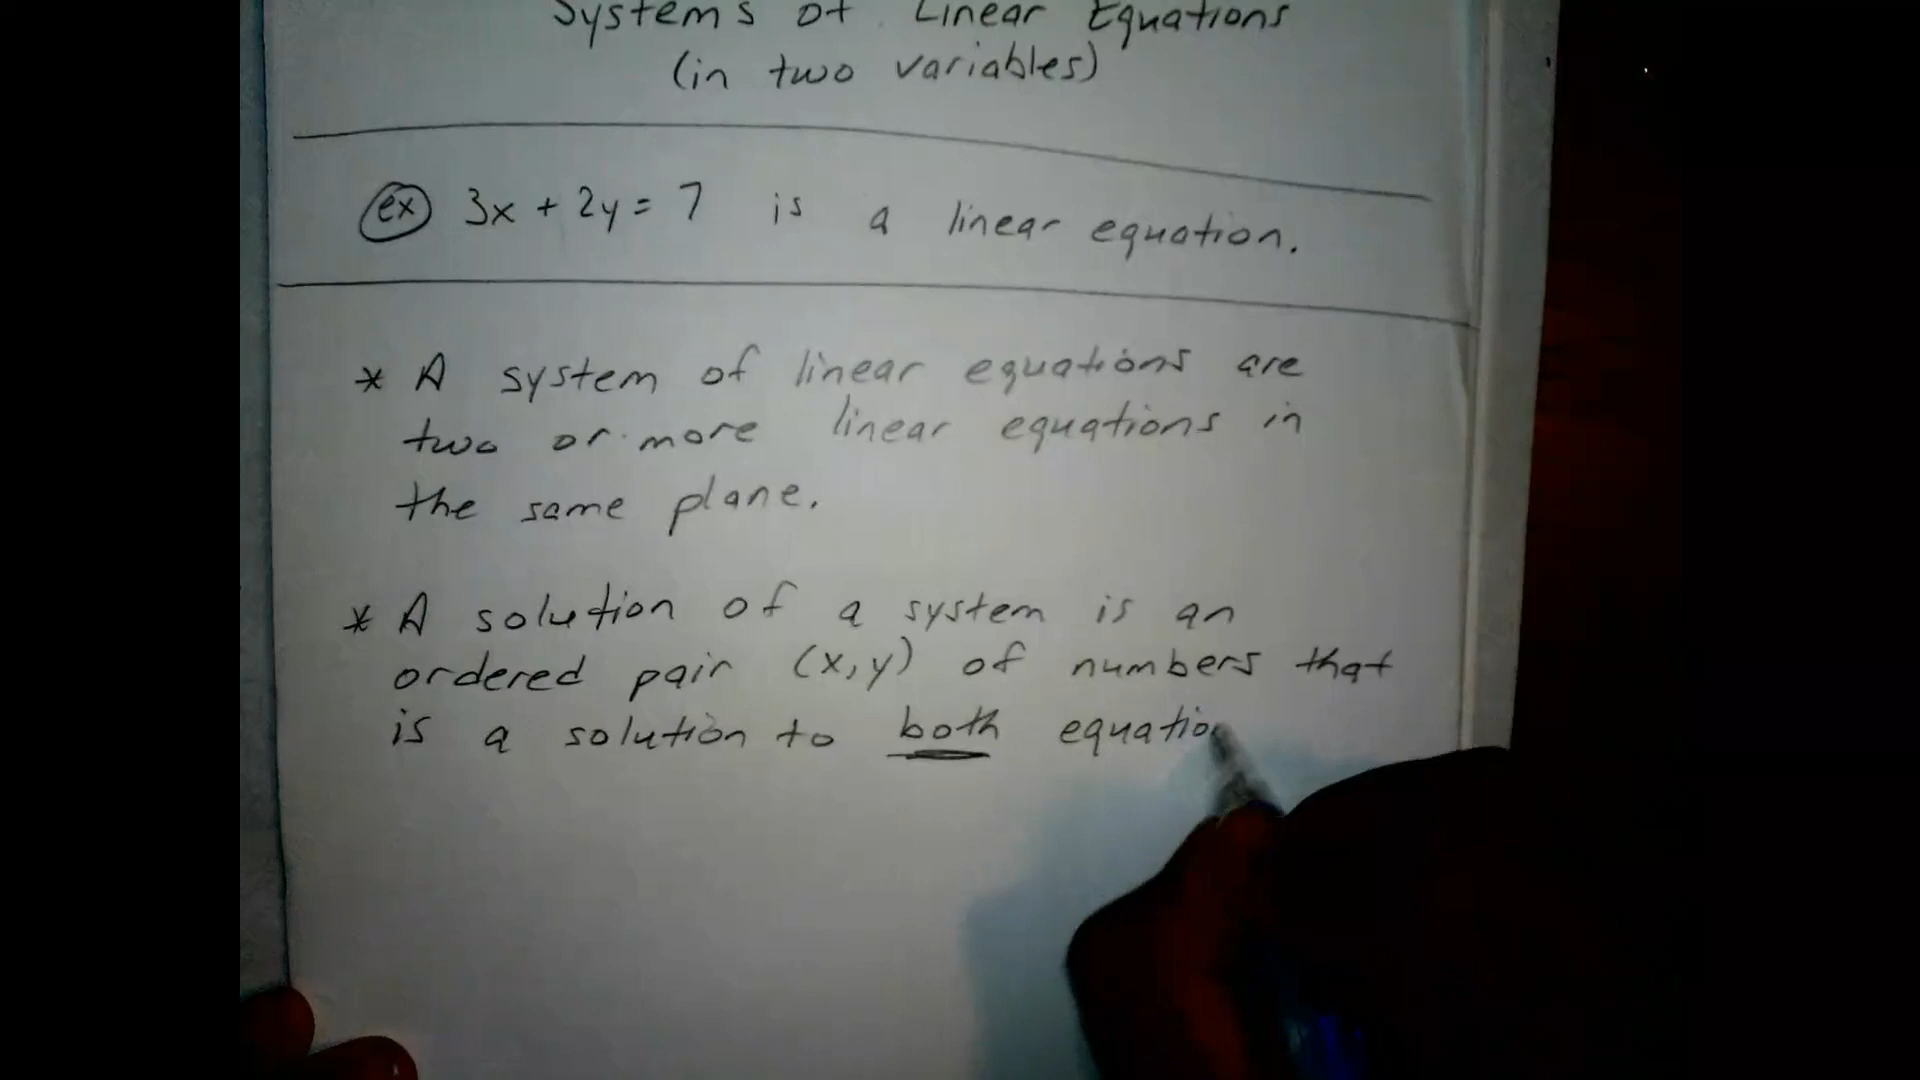 Systems of Linear Equations
(in two variables)
ex 3x + 2y = 7 is a linear equation.
* A system of linear equations are
two or more linear equations in
the same plane.
* A solution of a system is an
ordered pair (x,y) of numbers that
is a solution to both equatio